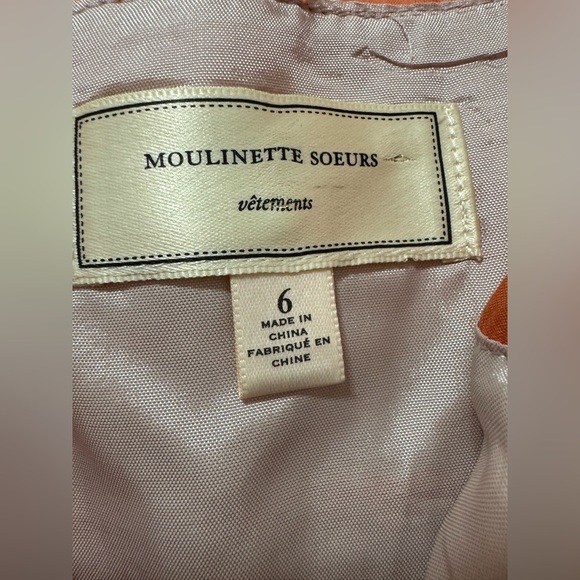 MOULINETTE SOEURS
vêtements
6
MADE IN
CHINA
FABRIQUÉ EN
CHINE